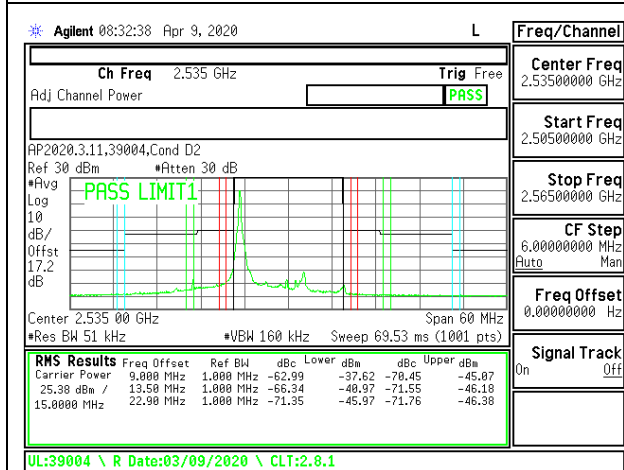 Agilent 08:32:38 Apr 9, 2020 L
Freq/Channel
Ch Freq 2.535 GHz Trig Free
Adj Channel Power PASS
Center Freq
2.53500000 GHz
Start Freq
2.50500000 GHz
Stop Freq
2.56500000 GHz
CF Step
6.00000000 MHz
Auto Man
Freq Offset
0.00000000 Hz
Signal Track
On Off
AP2020.3.11,39004,Cond D2
Ref 30 dBm #Atten 30 dB
#Avg
Log
10
dB/
Offst
17.2
dB
PASS LIMIT1
Center 2.535 00 GHz Span 60 MHz
#Res BW 51 kHz #VBW 160 kHz Sweep 69.53 ms (1001 pts)
RMS Results Freq Offset Ref BW dBc Lower dBm dBc Upper dBm
Carrier Power 9.000 MHz 1.000 MHz -62.99 -37.62 -70.45 -45.07
25.38 dBm / 13.50 MHz 1.000 MHz -66.34 -40.97 -71.55 -46.18
15.0000 MHz 22.90 MHz 1.000 MHz -71.35 -45.97 -71.76 -46.38
UL:39004 \ R Date:03/09/2020 \ CLT:2.8.1